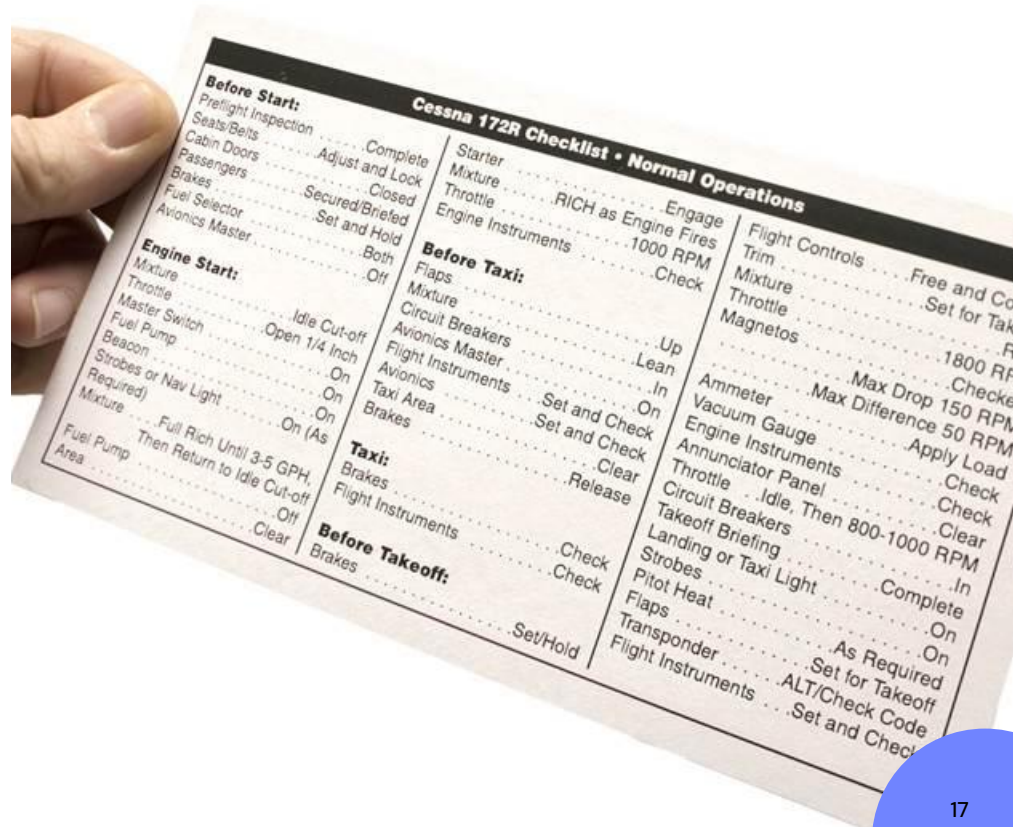 Cessna 172R Checklist • Normal Operations
Before Start:
Preflight Inspection . . . . .Complete
Seats/Belts . . . . . . .Adjust and Lock
Cabin Doors . . . . . . . . . . . .Closed
Passengers . . . . . . .Secured/Briefed
Brakes . . . . . . . . . . . .Set and Hold
Fuel Selector . . . . . . . . . . . . .Both
Avionics Master . . . . . . . . . . . .Off
Engine Start:
Mixture . . . . . . . . . . . .Idle Cut-off
Throttle . . . . . . . . . .Open 1/4 Inch
Master Switch . . . . . . . . . . . . .On
Fuel Pump . . . . . . . . . . . . . . .On
Beacon . . . . . . . . . . . . . . . . .On
Strobes or Nav Light . . . . .On (As
Required)
Mixture . . .Full Rich Until 3-5 GPH,
Then Return to Idle Cut-off
Fuel Pump . . . . . . . . . . . . . . .Off
Area . . . . . . . . . . . . . . . . . .Clear
Starter . . . . . . . . . . . . . . .Engage
Mixture . . . . .RICH as Engine Fires
Throttle . . . . . . . . . . . .1000 RPM
Engine Instruments . . . . . . .Check
Before Taxi:
Flaps . . . . . . . . . . . . . . . . . . .Up
Mixture . . . . . . . . . . . . . . . .Lean
Circuit Breakers . . . . . . . . . . . .In
Avionics Master . . . . . . . . . . . .On
Flight Instruments . . .Set and Check
Avionics . . . . . . . . . .Set and Check
Taxi Area . . . . . . . . . . . . . . .Clear
Brakes . . . . . . . . . . . . . . .Release
Taxi:
Brakes . . . . . . . . . . . . . . . .Check
Flight Instruments . . . . . . . .Check
Before Takeoff:
Brakes . . . . . . . . . . . . . .Set/Hold
Flight Controls . . . .Free and Co
Trim . . . . . . . . . . . . .Set for Tak
Mixture . . . . . . . . . . . . . . . . .R
Throttle . . . . . . . . . . . . .1800 RP
Magnetos . . . . . . . . . . . . .Checke
. . . . . . . . . . . .Max Drop 150 RPM
. . . . . . . .Max Difference 50 RPM
Ammeter . . . . . . . . . . .Apply Load
Vacuum Gauge . . . . . . . . . .Check
Engine Instruments . . . . . . .Check
Annunciator Panel . . . . . . . .Clear
Throttle . .Idle, Then 800-1000 RPM
Circuit Breakers . . . . . . . . . . . .In
Takeoff Briefing . . . . . . .Complete
Landing or Taxi Light . . . . . . . .On
Strobes . . . . . . . . . . . . . . . . .On
Pitot Heat . . . . . . . . .As Required
Flaps . . . . . . . . . .Set for Takeoff
Transponder . . . . .ALT/Check Code
Flight Instruments . . .Set and Check
17